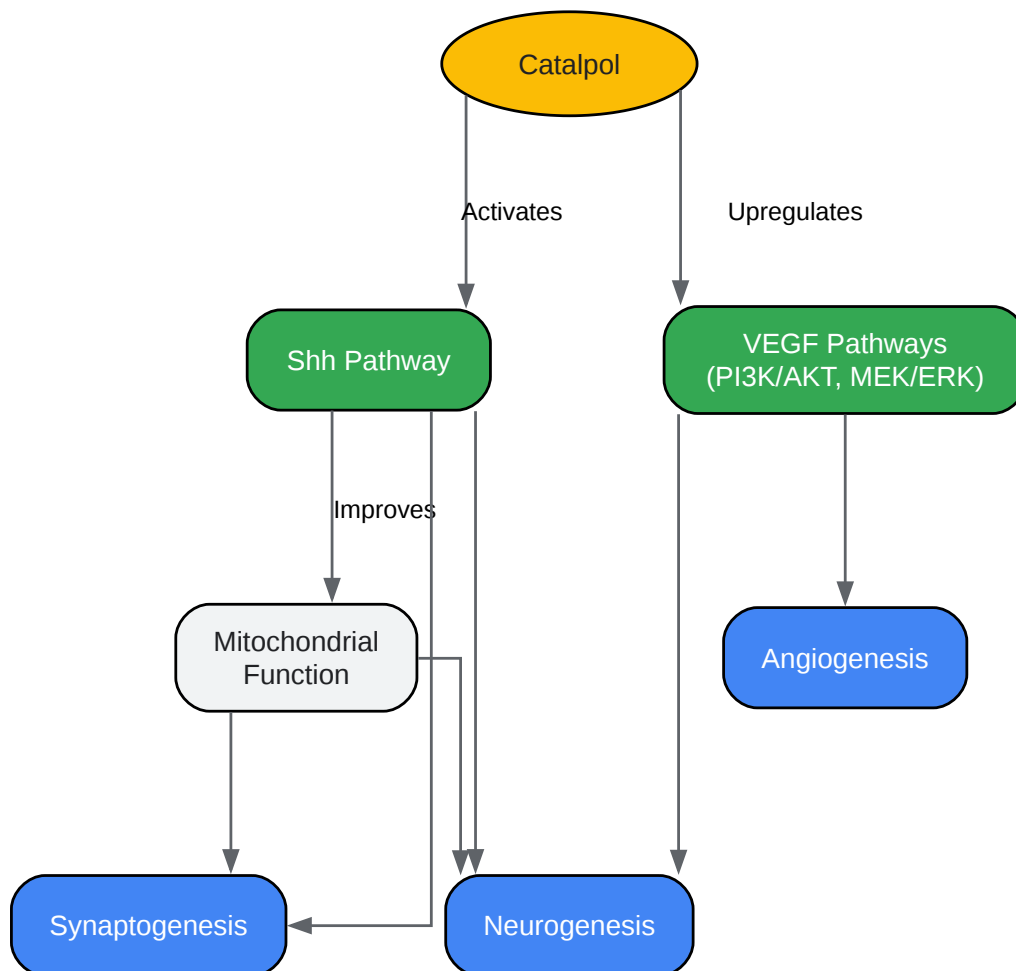 Catalpol
Activates
Upregulates
Shh Pathway
VEGF Pathways
(PI3K/AKT, MEK/ERK)
Improves
Mitochondrial
Function
Angiogenesis
Synaptogenesis
Neurogenesis